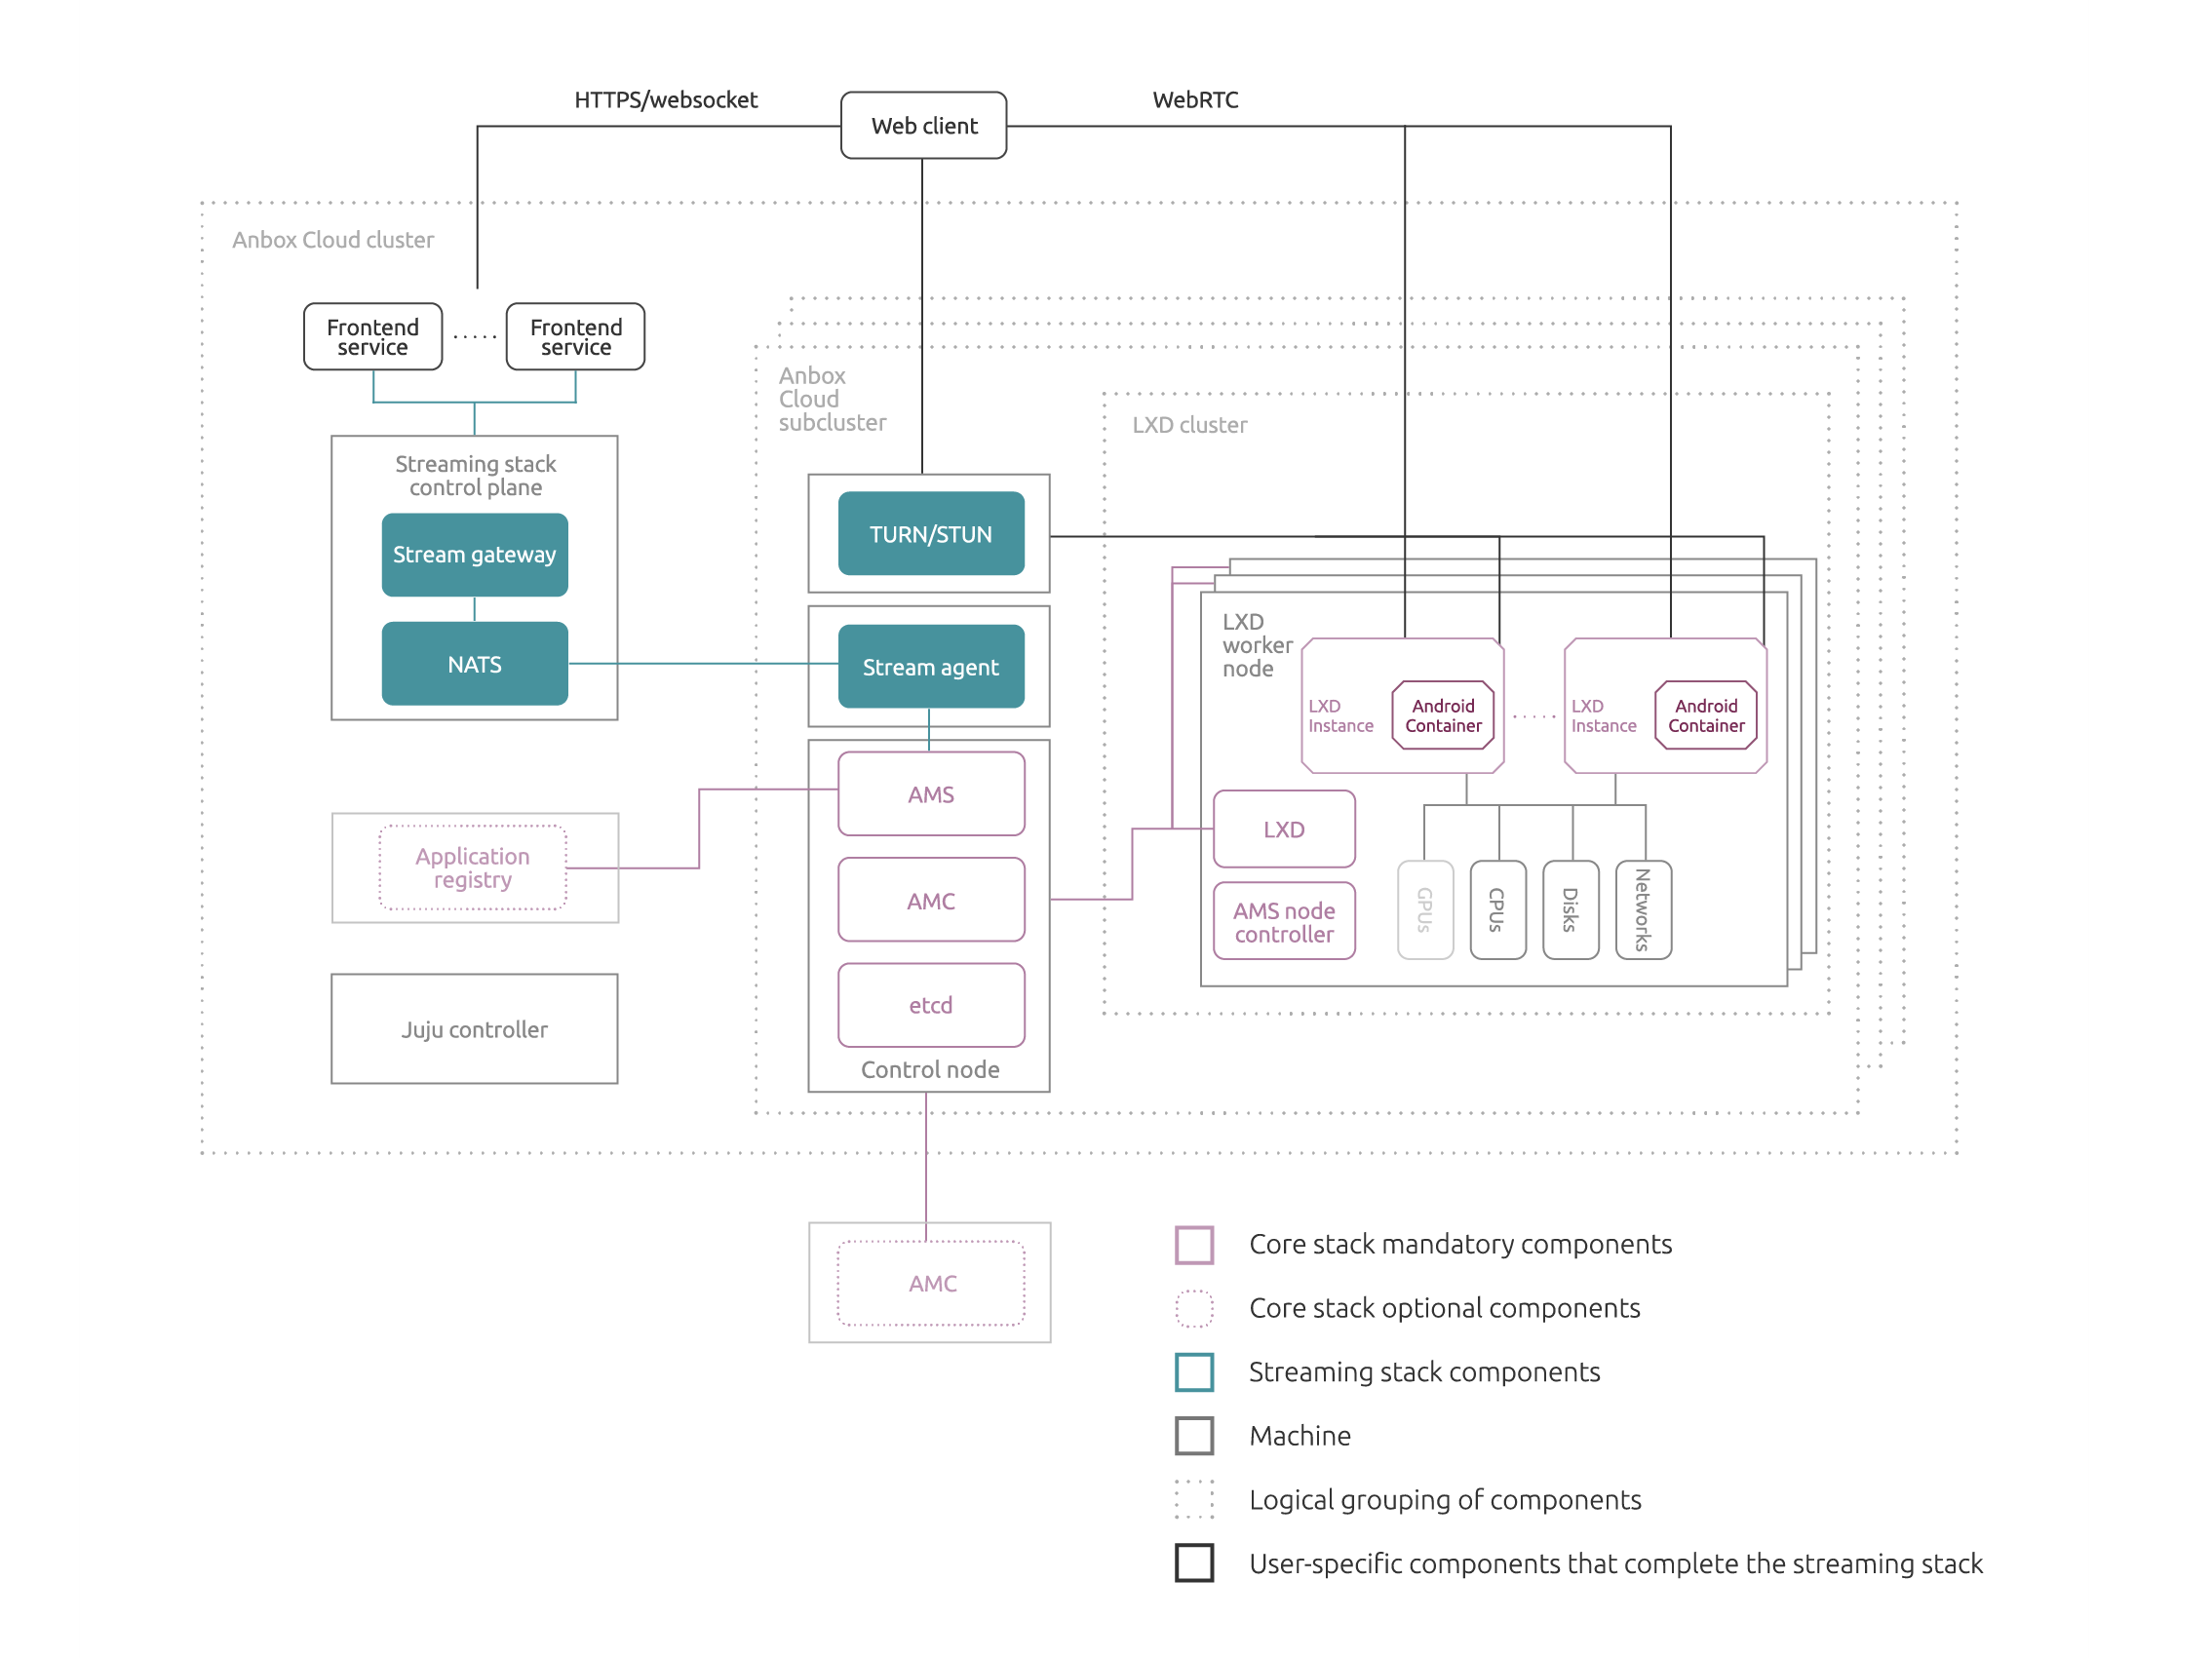 HTTPS/websocket
Web client
WebRTC
Anbox Cloud cluster
Frontend
service
Frontend
service
Anbox
Cloud
subcluster
LXD cluster
Streaming stack
control plane
Stream gateway
NATS
TURN/STUN
Stream agent
LXD
worker
node
LXD
Instance
Android
Container
LXD
Instance
Android
Container
AMS
Application
registry
AMC
LXD
AMS node
controller
GPUs
CPUs
Disks
Networks
etcd
Control node
Juju controller
AMC
Core stack mandatory components
Core stack optional components
Streaming stack components
Machine
Logical grouping of components
User-specific components that complete the streaming stack